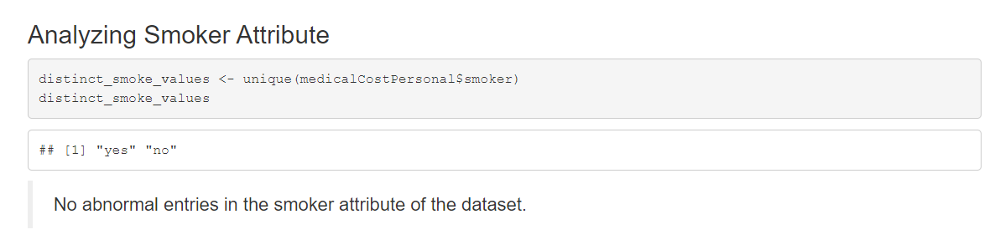 Analyzing Smoker Attribute
distinct_smoke_values <- unique(medicalCostPersonal$smoker)
distinct_smoke_values
## [1] "yes" "no"
No abnormal entries in the smoker attribute of the dataset.